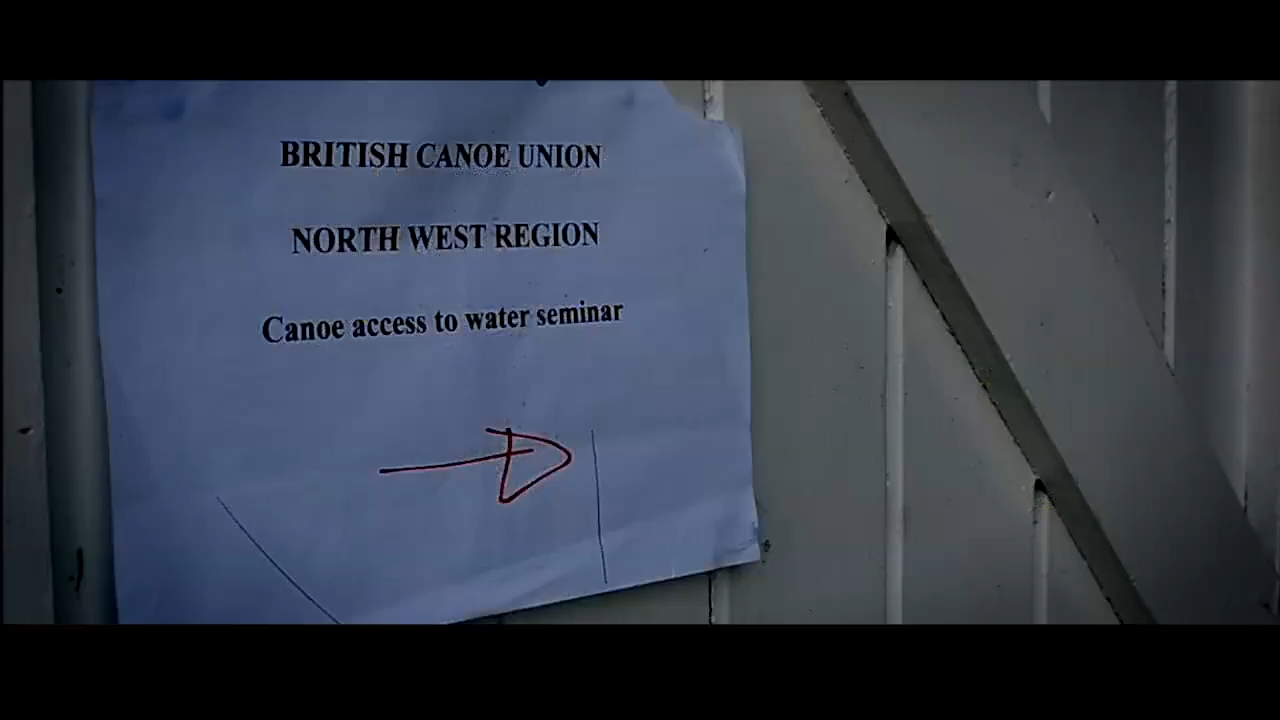 BRITISH CANOE UNION
NORTH WEST REGION
Canoe access to water seminar